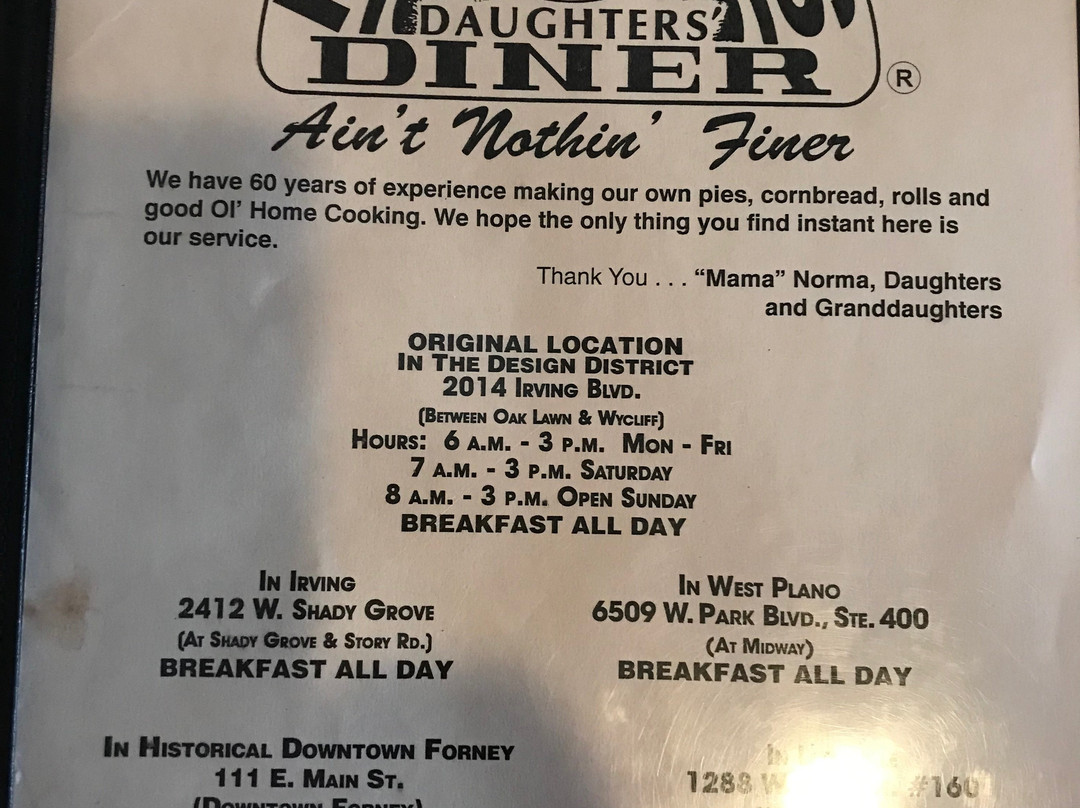 DAUGHTERS'
DINER ®
Ain't Nothin' Finer
We have 60 years of experience making our own pies, cornbread, rolls and
good Ol' Home Cooking. We hope the only thing you find instant here is
our service.
Thank You . . . “Mama” Norma, Daughters
and Granddaughters
ORIGINAL LOCATION
IN THE DESIGN DISTRICT
2014 IRVING BLVD.
(BETWEEN OAK LAWN & WYCLIFF)
HOURS: 6 A.M. - 3 P.M. MON - FRI
7 A.M. - 3 P.M. SATURDAY
8 A.M. - 3 P.M. OPEN SUNDAY
BREAKFAST ALL DAY
IN IRVING
2412 W. SHADY GROVE
(AT SHADY GROVE & STORY RD.)
BREAKFAST ALL DAY
IN WEST PLANO
6509 W. PARK BLVD., STE. 400
(AT MIDWAY)
BREAKFAST ALL DAY
IN HISTORICAL DOWNTOWN FORNEY
111 E. MAIN ST.
(DOWNTOWN FORNEY)
1288 #160